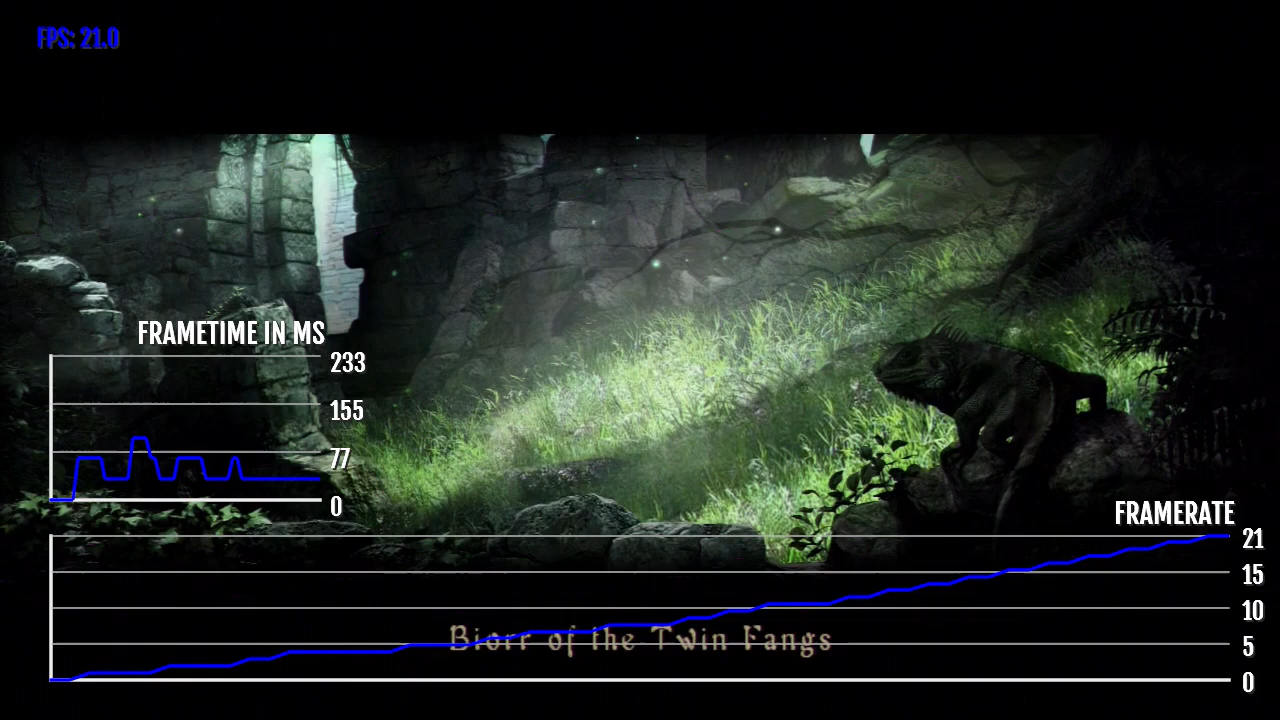 FPS: 21.0
FRAMETIME IN MS
233
155
77
0
FRAMERATE
21
15
10
5
0
Biorr of the Twin Fangs